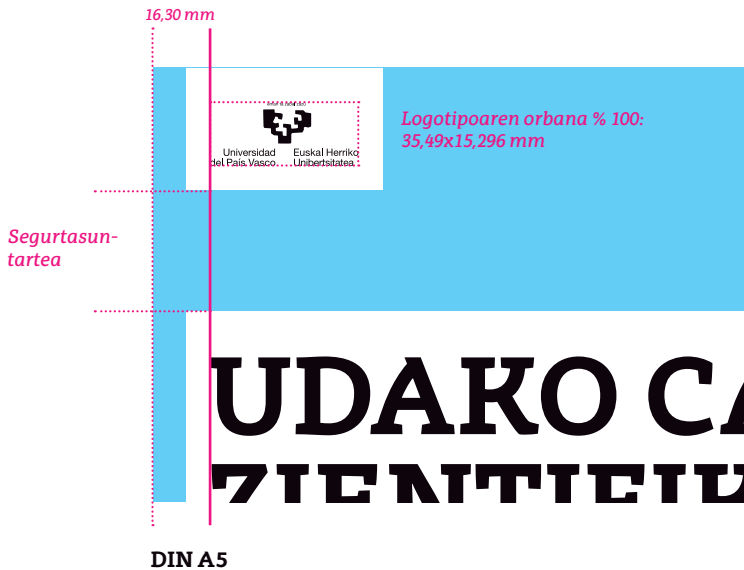 16,30 mm
Logotipoaren orbana % 100:
35,49x15,296 mm
Universidad
del País Vasco
Euskal Herriko
Unibertsitatea
Segurtasun-
tartea
UDAKO
DIN A5